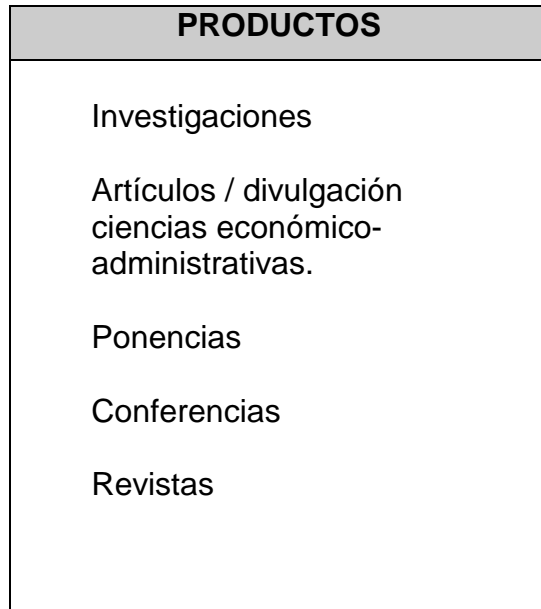 PRODUCTOS
Investigaciones
Artículos / divulgación
ciencias económico-
administrativas.
Ponencias
Conferencias
Revistas